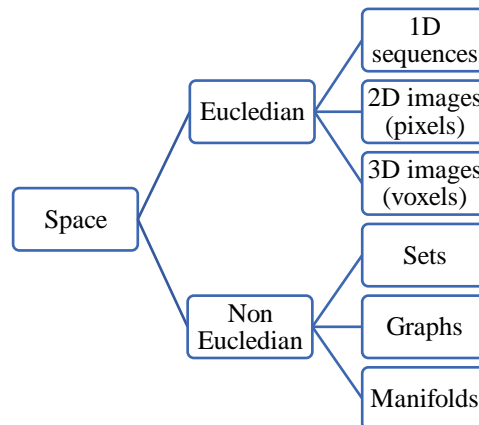 Space
Eucledian
1D
sequences
2D images
(pixels)
3D images
(voxels)
Non
Eucledian
Sets
Graphs
Manifolds